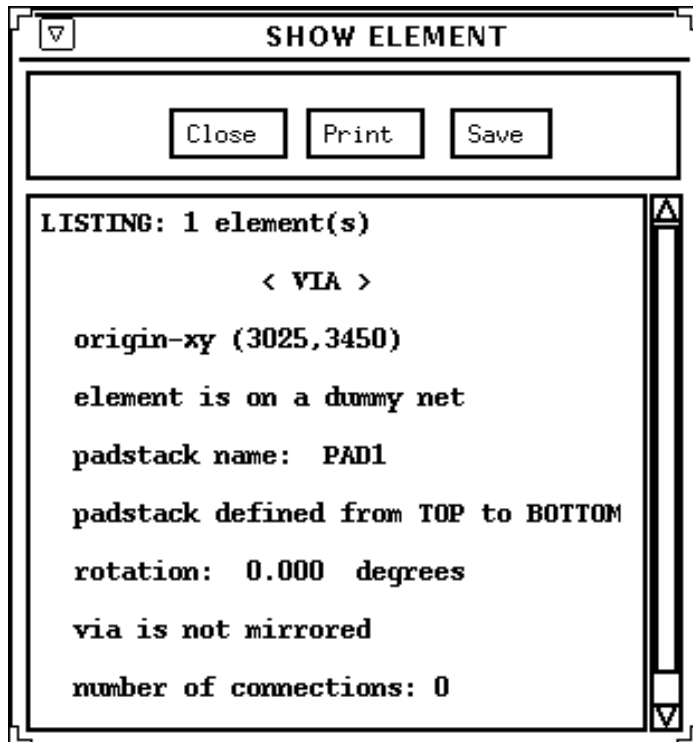 SHOW ELEMENT
Close Print Save
LISTING: 1 element(s)
< VIA >
origin-xy (3025,3450)
element is on a dummy net
padstack name: PAD1
padstack defined from TOP to BOTTOM
rotation: 0.000 degrees
via is not mirrored
number of connections: 0